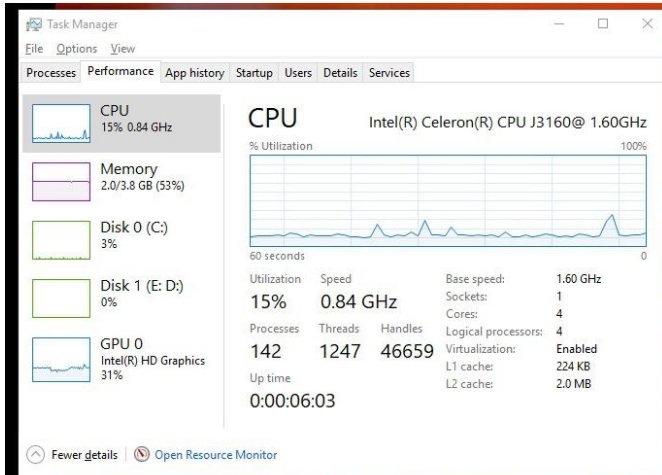 Task Manager
File Options View
Processes Performance App history Startup Users Details Services
CPU
15% 0.84 GHz
Memory
2.0/3.8 GB (53%)
Disk 0 (C:)
3%
Disk 1 (E: D:)
0%
GPU 0
Intel(R) HD Graphics
31%
CPU Intel(R) Celeron(R) CPU J3160@ 1.60GHz
% Utilization 100%
60 seconds 0
Utilization Speed
15% 0.84 GHz
Processes Threads Handles
142 1247 46659
Up time
0:00:06:03
Base speed: 1.60 GHz
Sockets: 1
Cores: 4
Logical processors: 4
Virtualization: Enabled
L1 cache: 224 KB
L2 cache: 2.0 MB
Fewer details Open Resource Monitor